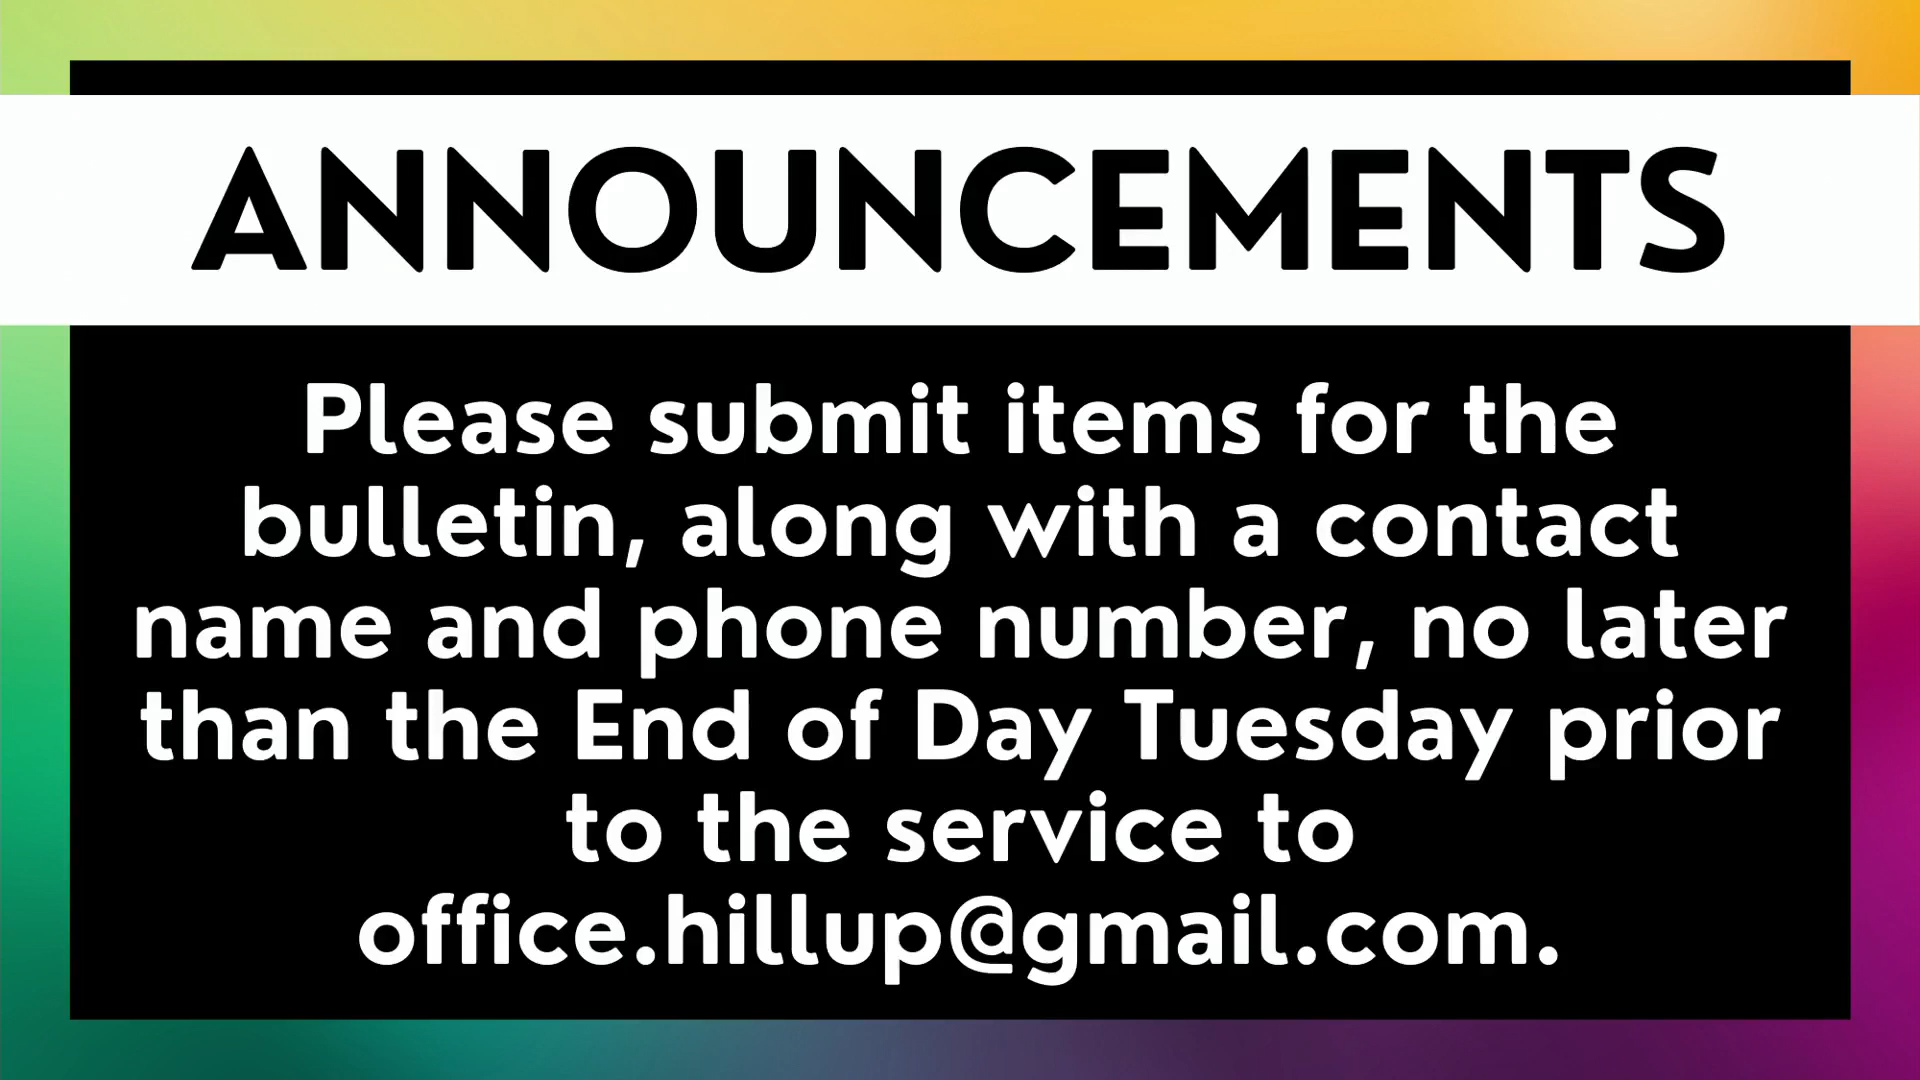 ANNOUNCEMENTS
Please submit items for the
bulletin, along with a contact
name and phone number, no later
than the End of Day Tuesday prior
to the service to
office.hillup@gmail.com.